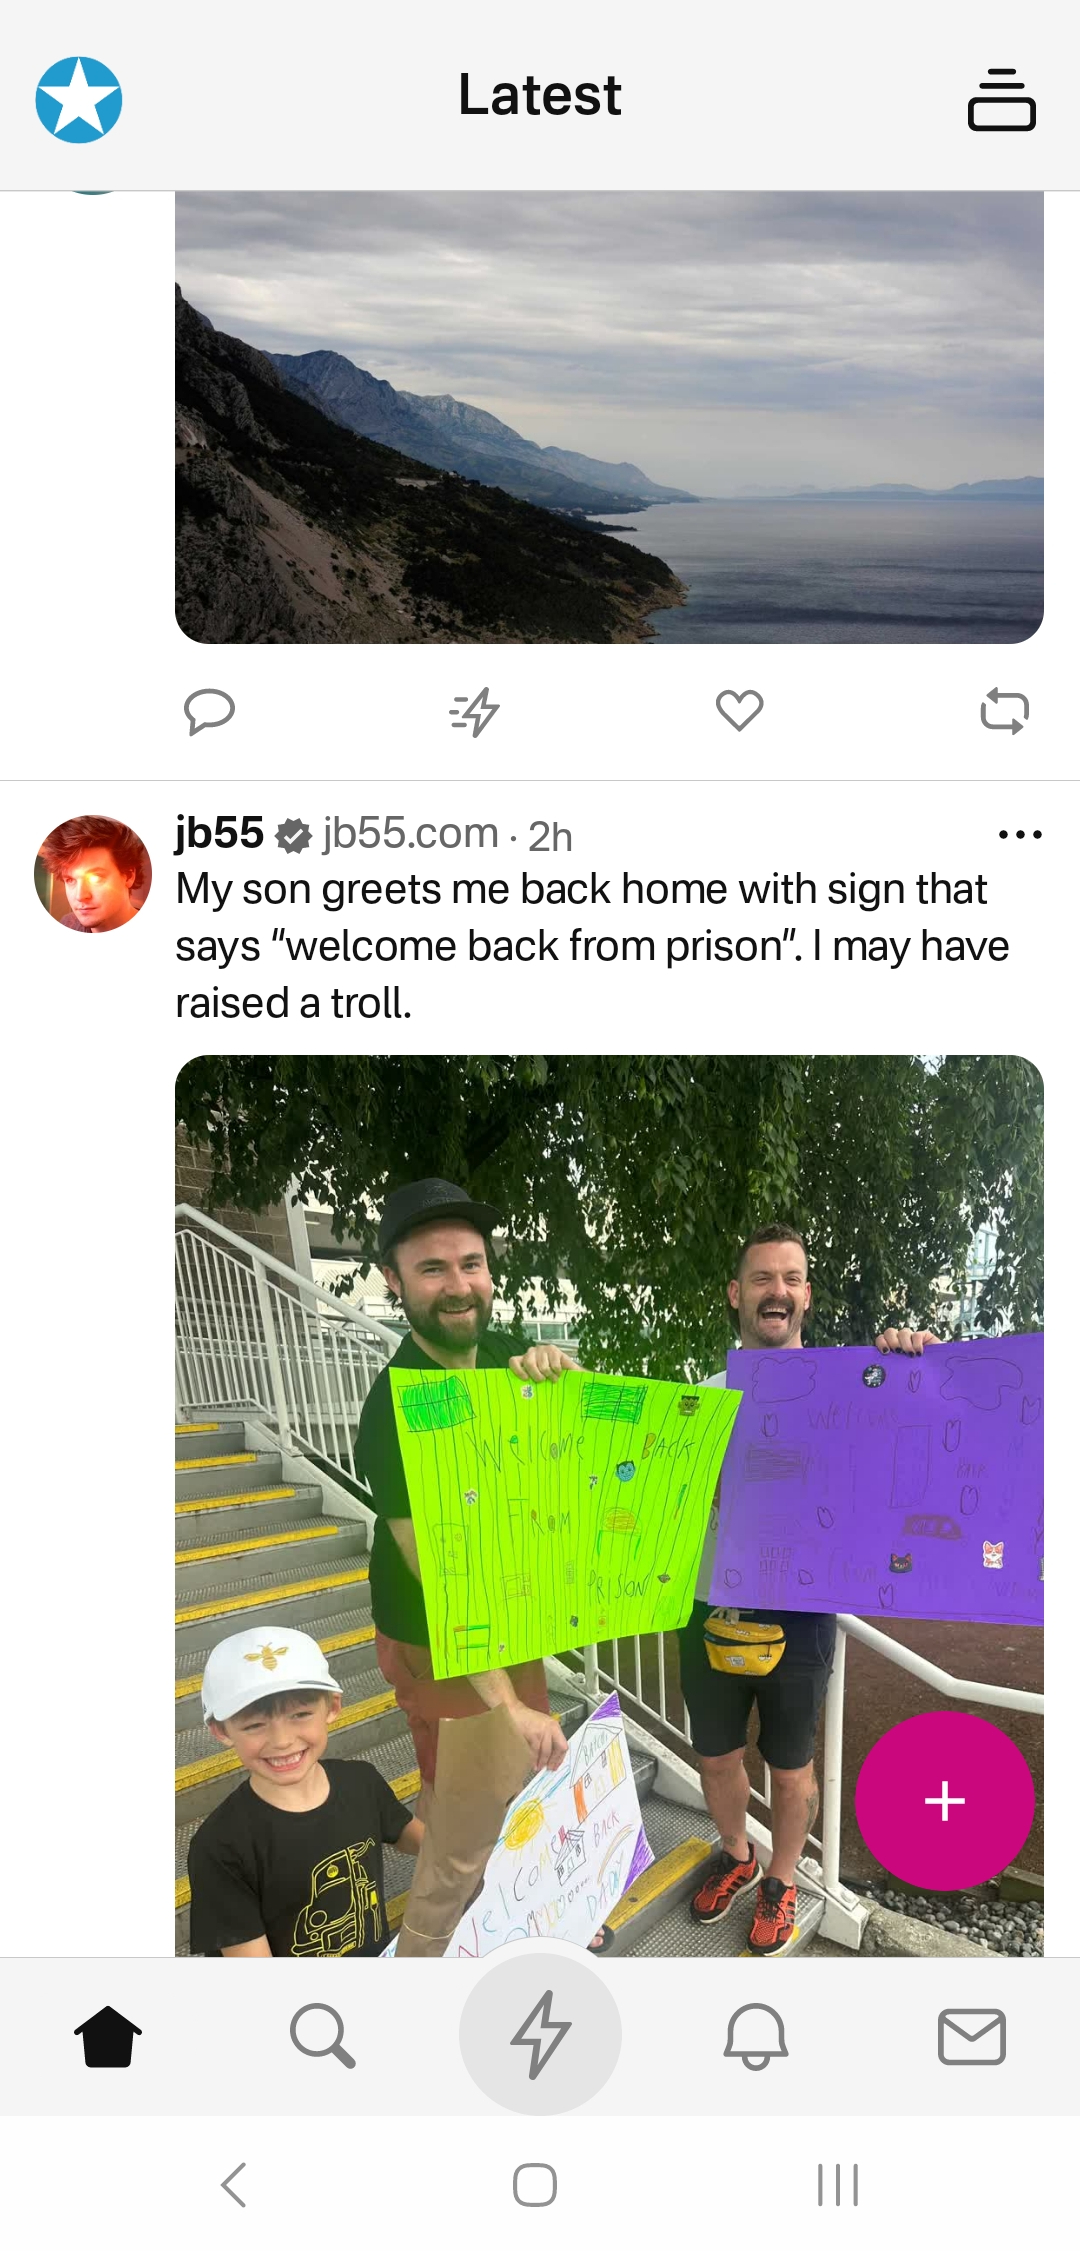 Latest
jb55 jb55.com · 2h
My son greets me back home with sign that
says “welcome back from prison”. I may have
raised a troll.
Welcome BACK
FROM
PRISON
Welcome
BACK
Welcome
BACK
DADDY